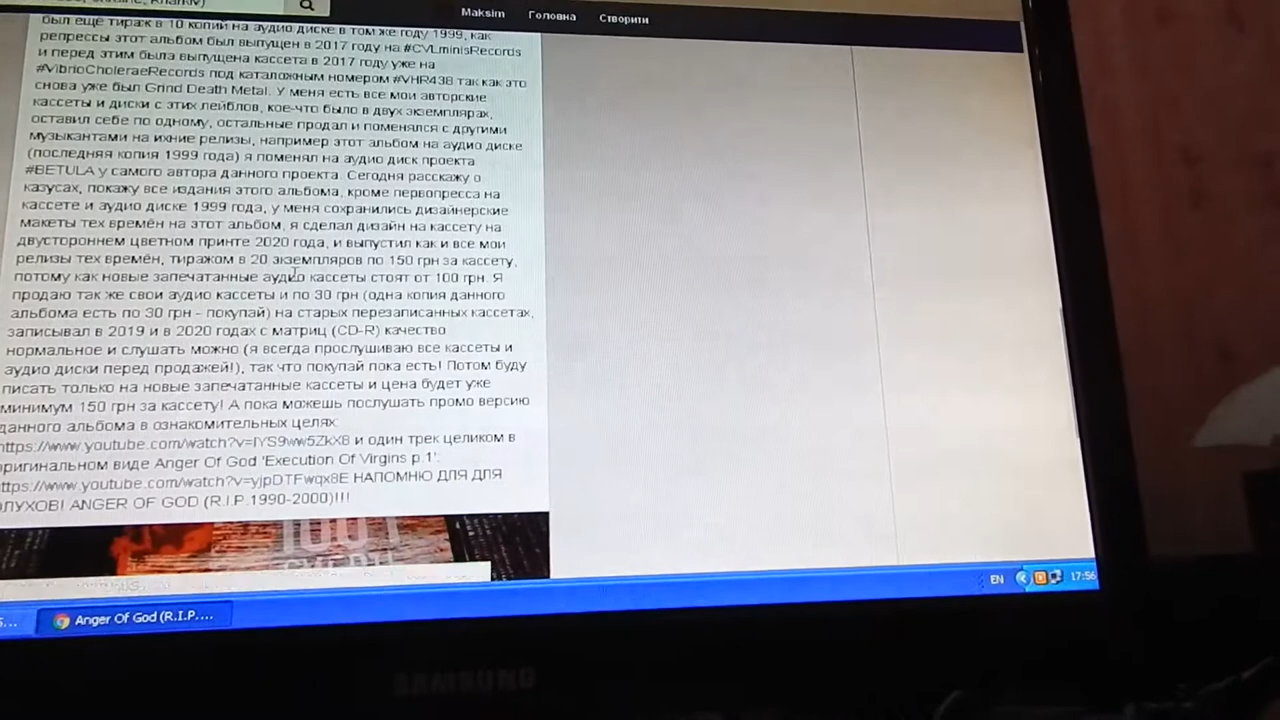 Maksim Головна Створити
был ещё тираж в 10 копий на аудио диске в том же году 1999, как
репрессы этот альбом был выпущен в 2017 году на #CVLminisRecords
и перед этим была выпущена кассета в 2017 году уже на
#VibrioCholeraeRecords под каталожным номером #VHR438 так как это
снова уже был Grind Death Metal. У меня есть все мои авторские
кассеты и диски с этих лейблов, кое-что было в двух экземплярах,
оставил себе по одному, остальные продал и поменялся с другими
музыкантами на ихние релизы, например этот альбом на аудио диске
(последняя копия 1999 года) я поменял на аудио диск проекта
#BETULA у самого автора данного проекта. Сегодня расскажу о
казусах, покажу все издания этого альбома, кроме первопресса на
кассете и аудио диске 1999 года, у меня сохранились дизайнерские
макеты тех времён на этот альбом, я сделал дизайн на кассету на
двустороннем цветном принте 2020 года, и выпустил как и все мои
релизы тех времён, тиражом в 20 экземпляров по 150 грн за кассету,
потому как новые запечатанные аудио кассеты стоят от 100 грн. Я
продаю так же свои аудио кассеты и по 30 грн (одна копия данного
альбома есть по 30 грн - покупай) на старых перезаписанных кассетах,
записывал в 2019 и в 2020 годах с матриц (CD-R) качество
нормальное и слушать можно (я всегда прослушиваю все кассеты и
аудио диски перед продажей!), так что покупай пока есть! Потом буду
писать только на новые запечатанные кассеты и цена будет уже
минимум 150 грн за кассету! А пока можешь послушать промо версию
данного альбома в ознакомительных целях:
https://www.youtube.com/watch?v=IYS9ww5ZkX8 и один трек целиком в
оригинальном виде Anger Of God 'Execution Of Virgins p.1':
https://www.youtube.com/watch?v=yjpDTFwqx8E НАПОМНЮ ДЛЯ ДЛЯ
ОЛУХОВ! ANGER OF GOD (R.I.P.1990-2000)!!!
EN 17:56
Anger Of God (R.I.P....
SAMSUNG